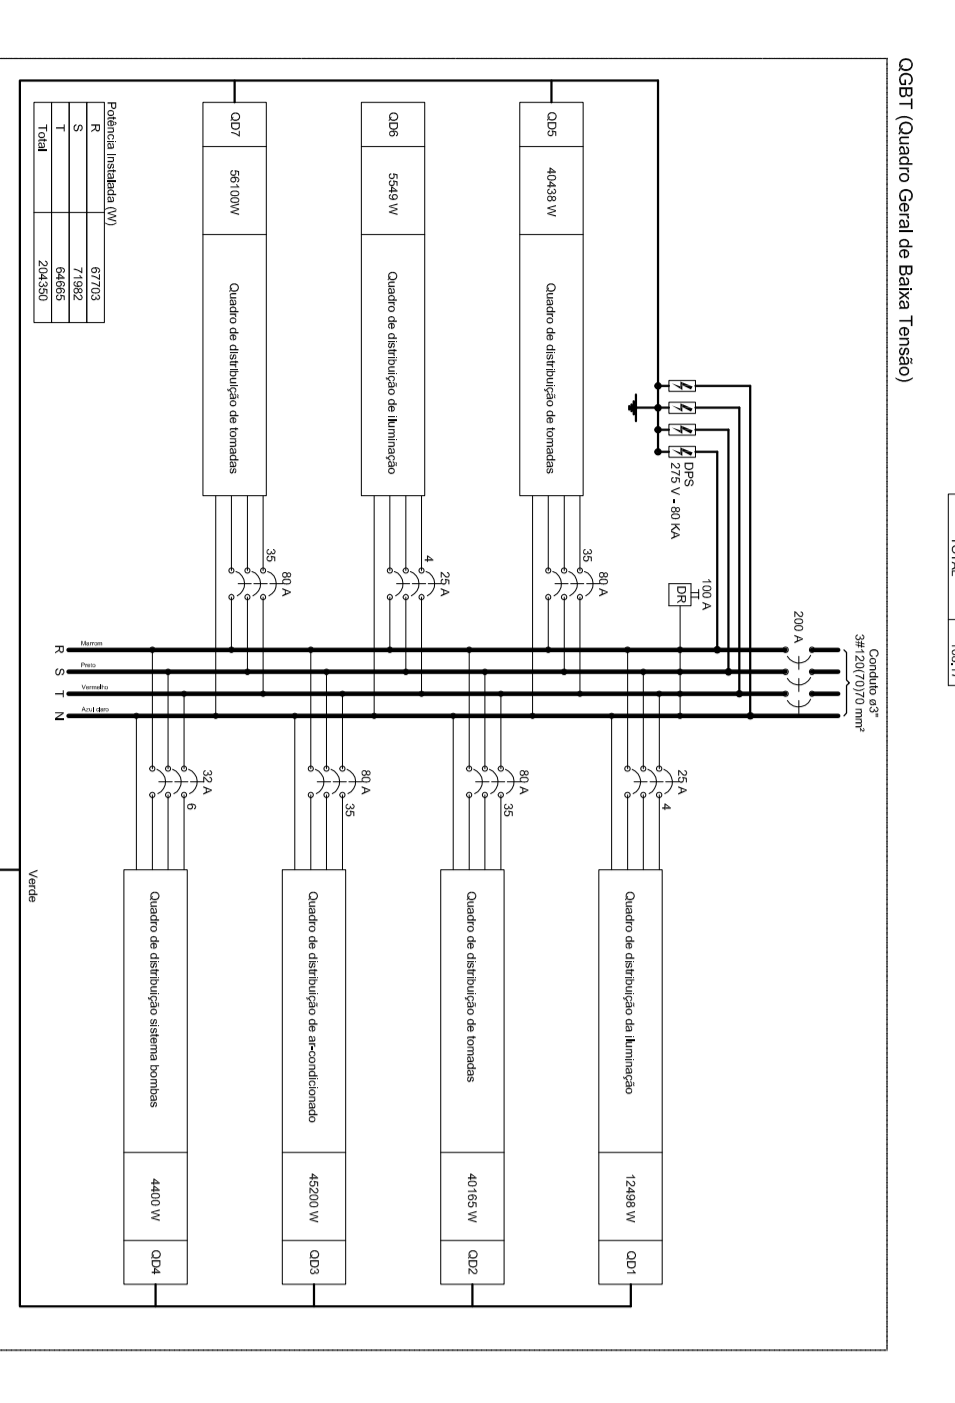 QGBT (Quadro Geral de Baixa Tensão)
Conduto ø3"
3#120(70)70 mm²
200 A
100 A
DR
DPS
275 V - 80 KA
QD5
40438 W
Quadro de distribuição de tomadas
35
80 A
QD6
5549 W
Quadro de distribuição de iluminação
4
25 A
QD7
56100W
Quadro de distribuição de tomadas
35
80 A
25 A
4
Quadro de distribuição da iluminação
12498 W
QD1
80 A
35
Quadro de distribuição de tomadas
40165 W
QD2
80 A
35
Quadro de distribuição de ar-condicionado
45200 W
QD3
32 A
6
Quadro de distribuição sistema bombas
4400 W
QD4
R Marrom
S Preto
T Vermelho
N Azul claro
Potência Instalada (W)
R 67703
S 71982
T 64665
Total 204350
Verde